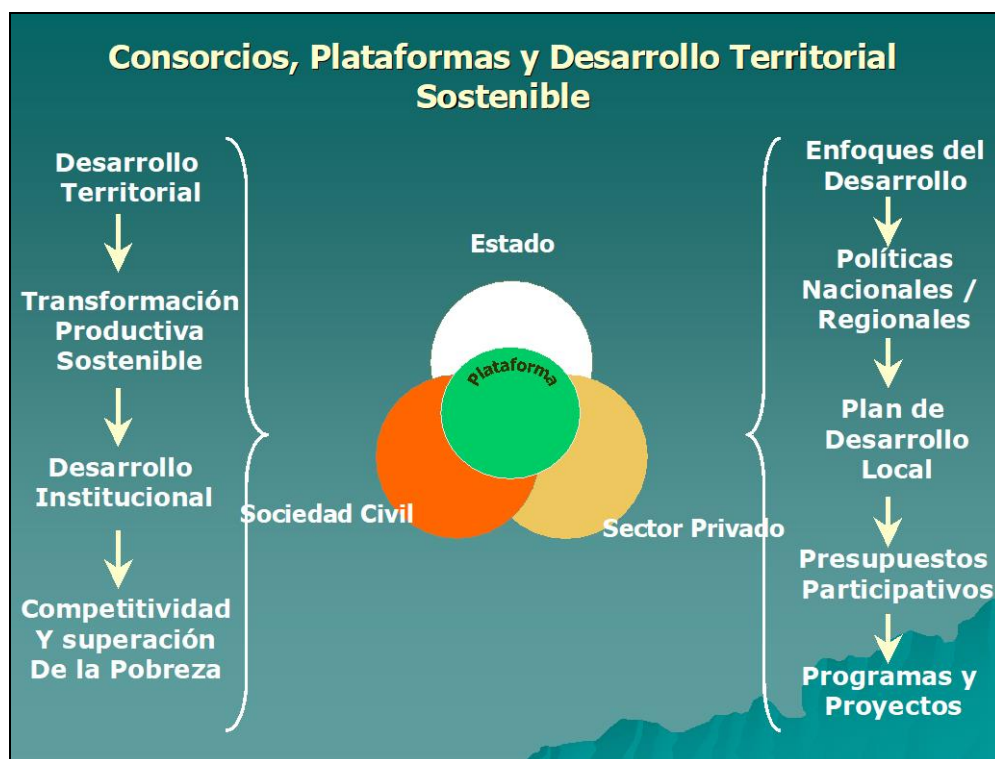 Consorcios, Plataformas y Desarrollo Territorial
Sostenible
Desarrollo
Territorial
Transformación
Productiva
Sostenible
Desarrollo
Institucional
Competitividad
Y superación
De la Pobreza
Estado
Plataforma
Sociedad Civil
Sector Privado
Enfoques del
Desarrollo
Políticas
Nacionales /
Regionales
Plan de
Desarrollo
Local
Presupuestos
Participativos
Programas y
Proyectos